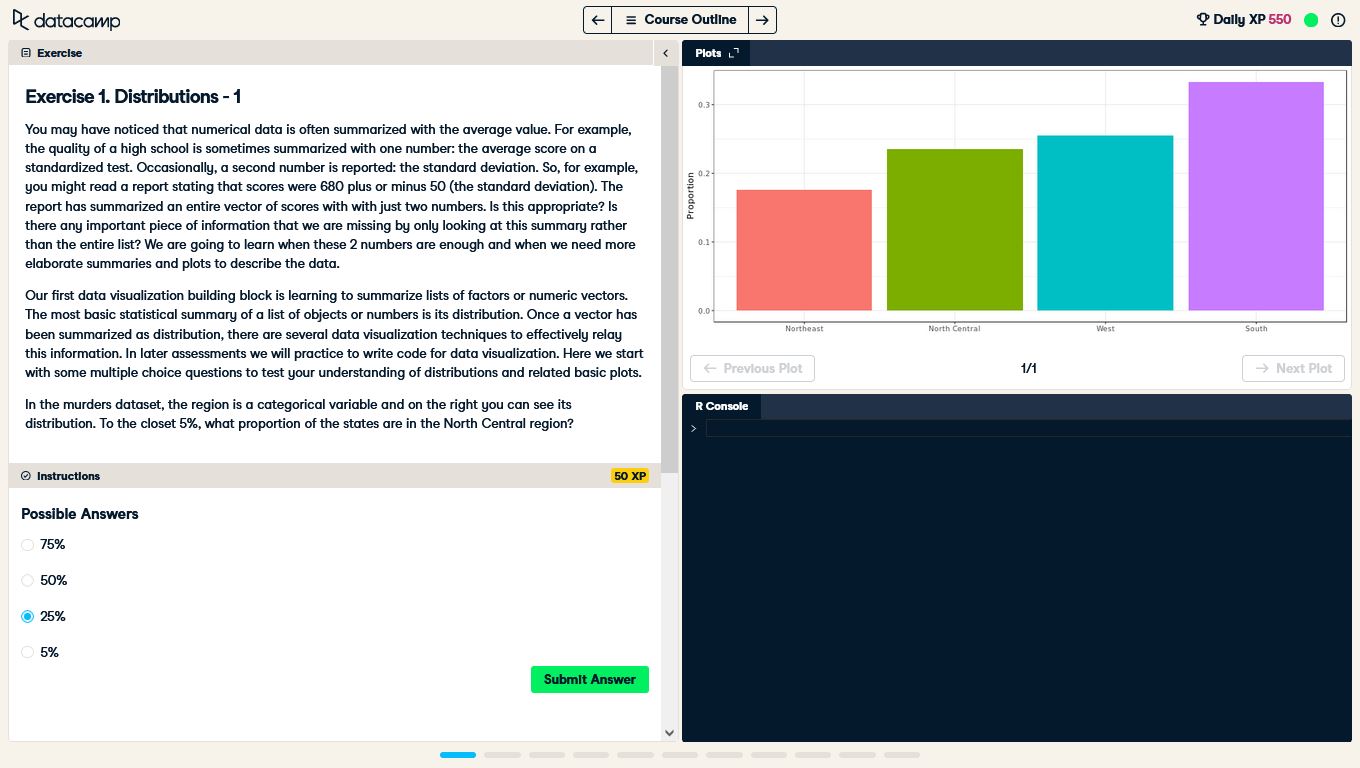 datacamp
Course Outline
Daily XP 550
Exercise
Exercise 1. Distributions - 1
You may have noticed that numerical data is often summarized with the average value. For example,
the quality of a high school is sometimes summarized with one number: the average score on a
standardized test. Occasionally, a second number is reported: the standard deviation. So, for example,
you might read a report stating that scores were 680 plus or minus 50 (the standard deviation). The
report has summarized an entire vector of scores with with just two numbers. Is this appropriate? Is
there any important piece of information that we are missing by only looking at this summary rather
than the entire list? We are going to learn when these 2 numbers are enough and when we need more
elaborate summaries and plots to describe the data.
Our first data visualization building block is learning to summarize lists of factors or numeric vectors.
The most basic statistical summary of a list of objects or numbers is its distribution. Once a vector has
been summarized as distribution, there are several data visualization techniques to effectively relay
this information. In later assessments we will practice to write code for data visualization. Here we start
with some multiple choice questions to test your understanding of distributions and related basic plots.
In the murders dataset, the region is a categorical variable and on the right you can see its
distribution. To the closet 5%, what proportion of the states are in the North Central region?
Instructions
50 XP
Possible Answers
75%
50%
25%
5%
Submit Answer
Plots
0.3
0.2
0.1
0.0
Proportion
Northeast
North Central
West
South
Previous Plot
1/1
Next Plot
R Console
>